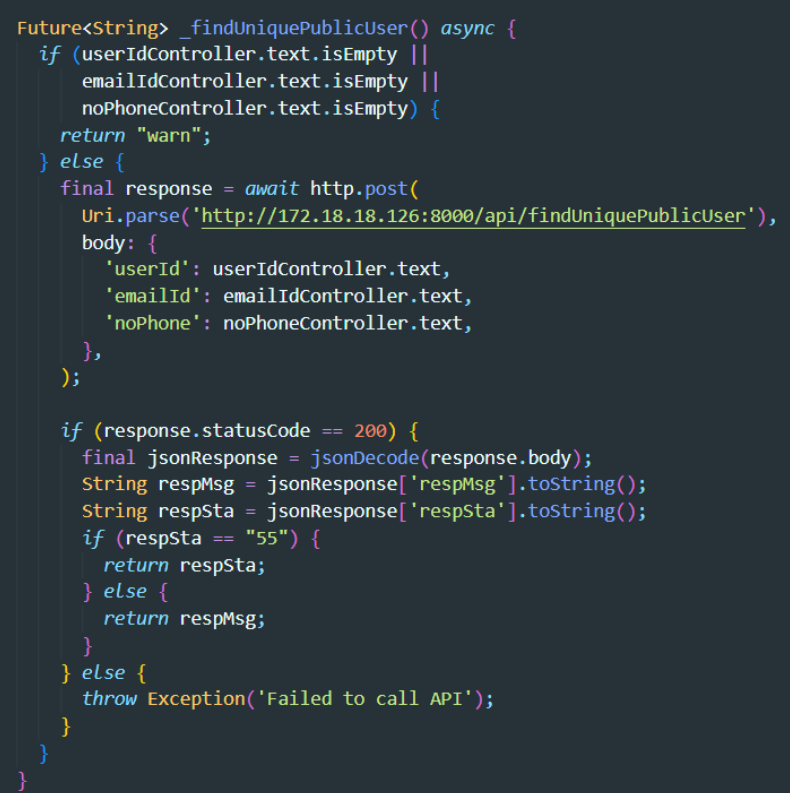 Future<String> _findUniquePublicUser() async {
  if (userIdController.text.isEmpty ||
      emailIdController.text.isEmpty ||
      noPhoneController.text.isEmpty) {
    return "warn";
  } else {
    final response = await http.post(
      Uri.parse('http://172.18.18.126:8000/api/findUniquePublicUser'),
      body: {
        'userId': userIdController.text,
        'emailId': emailIdController.text,
        'noPhone': noPhoneController.text,
      },
    );

    if (response.statusCode == 200) {
      final jsonResponse = jsonDecode(response.body);
      String respMsg = jsonResponse['respMsg'].toString();
      String respSta = jsonResponse['respSta'].toString();
      if (respSta == "55") {
        return respSta;
      } else {
        return respMsg;
      }
    } else {
      throw Exception('Failed to call API');
    }
  }
}